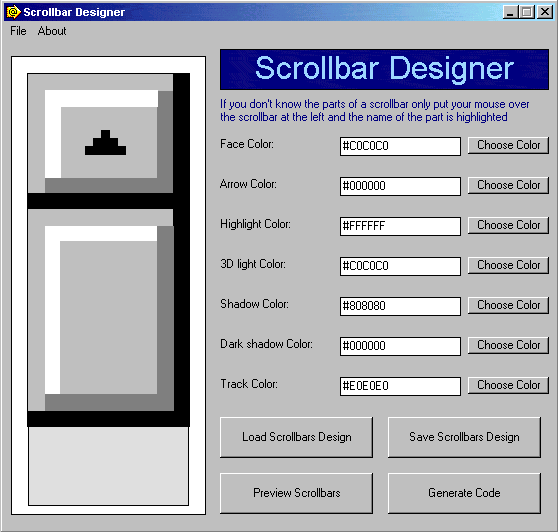 Scrollbar Designer
File About
Scrollbar Designer
If you don't know the parts of a scrollbar only put your mouse over
the scrollbar at the left and the name of the part is highlighted
Face Color: #C0C0C0 Choose Color
Arrow Color: #000000 Choose Color
Highlight Color: #FFFFFF Choose Color
3D light Color: #C0C0C0 Choose Color
Shadow Color: #808080 Choose Color
Dark shadow Color: #000000 Choose Color
Track Color: #E0E0E0 Choose Color
Load Scrollbars Design Save Scrollbars Design
Preview Scrollbars Generate Code